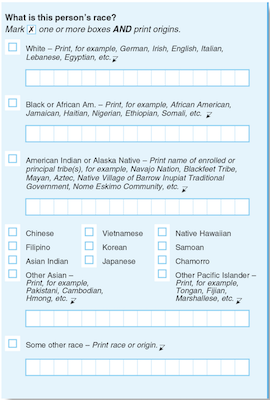 What is this person's race?
Mark ☒ one or more boxes AND print origins.
White – Print, for example, German, Irish, English, Italian,
Lebanese, Egyptian, etc.
Black or African Am. – Print, for example, African American,
Jamaican, Haitian, Nigerian, Ethiopian, Somali, etc.
American Indian or Alaska Native – Print name of enrolled or
principal tribe(s), for example, Navajo Nation, Blackfeet Tribe,
Mayan, Aztec, Native Village of Barrow Inupiat Traditional
Government, Nome Eskimo Community, etc.
Chinese
Vietnamese
Native Hawaiian
Filipino
Korean
Samoan
Asian Indian
Japanese
Chamorro
Other Asian –
Print, for example,
Pakistani, Cambodian,
Hmong, etc.
Other Pacific Islander –
Print, for example,
Tongan, Fijian,
Marshallese, etc.
Some other race – Print race or origin.